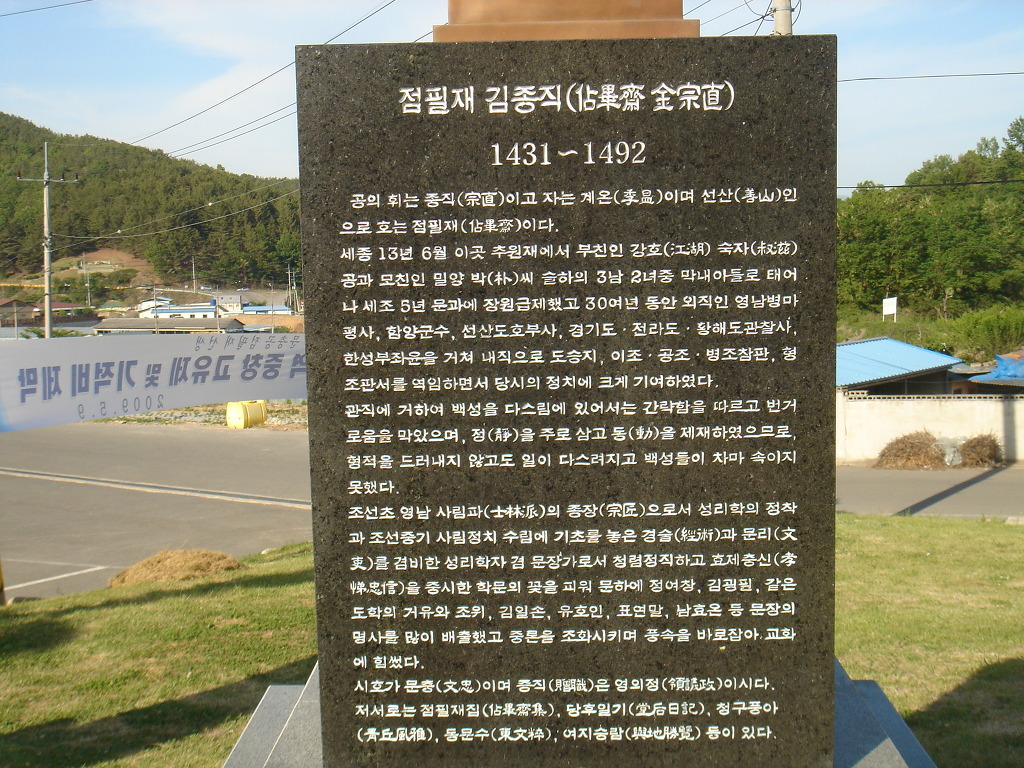 점필재 김종직(佔畢齋 金宗直)
1431~1492
공의 휘는 종직(宗直)이고 자는 계온(季昷)이며 선산(善山)인
으로 호는 점필재(佔畢齋)이다.
세종 13년 6월 이곳 추원재에서 부친인 강호(江湖) 숙자(叔滋)
공과 모친인 밀양 박(朴)씨 슬하의 3남 2녀중 막내아들로 태어
나 세조 5년 문과에 장원급제했고 30여년 동안 외직인 영남병마
평사, 함양군수, 선산도호부사, 경기도·전라도·황해도관찰사,
한성부좌윤을 거쳐 내직으로 도승지, 이조·공조·병조참판, 형
조판서를 역임하면서 당시의 정치에 크게 기여하였다.
관직에 거하여 백성을 다스림에 있어서는 간략함을 따르고 번거
로움을 막았으며, 정(靜)을 주로 삼고 동(動)을 제재하였으므로,
형적을 드러내지 않고도 일이 다스려지고 백성들이 차마 속이지
못했다.
조선초 영남 사림파(士林派)의 종장(宗匠)으로서 성리학의 정착
과 조선중기 사림정치 수립에 기초를 놓은 경술(經術)과 문리(文
吏)를 겸비한 성리학자 겸 문장가로서 청렴정직하고 효제충신(孝
悌忠信)을 중시한 학문의 꽃을 피워 문하에 정여창, 김굉필, 같은
도학의 거유와 조위, 김일손, 유호인, 표연말, 남효온 등 문장의
명사를 많이 배출했고 중론을 조화시키며 풍속을 바로잡아 교화
에 힘썼다.
시호가 문충(文忠)이며 증직(贈職)은 영의정(領議政)이시다.
저서로는 점필재집(佔畢齋集), 당후일기(堂后日記), 청구풍아
(靑丘風雅), 동문수(東文粹), 여지승람(輿地勝覽) 등이 있다.
문충공 점필재 선생
역 중창 고유제 및 기적비 제막
2009.5.9